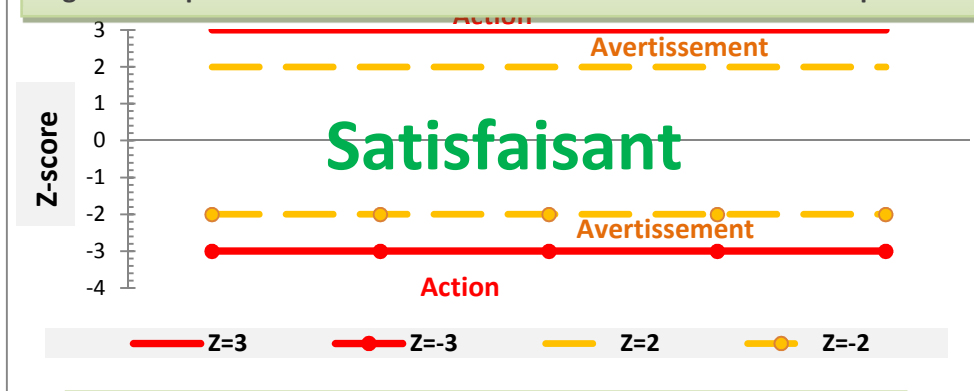 Action
3
Avertissement
2
1
Z-score
0
Satisfaisant
-1
-2
Avertissement
-3
Action
-4
Z=3 Z=-3 Z=2 Z=-2